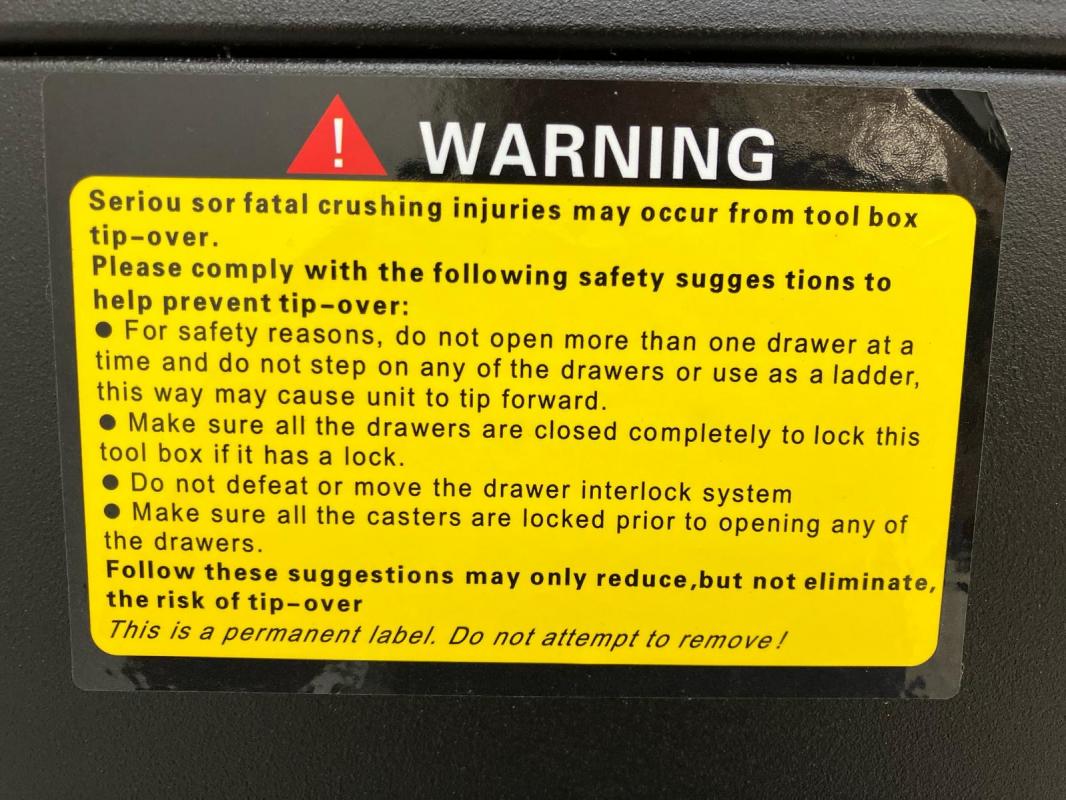 ! WARNING
Seriou sor fatal crushing injuries may occur from tool box
tip-over.
Please comply with the following safety sugges tions to
help prevent tip-over:
● For safety reasons, do not open more than one drawer at a
time and do not step on any of the drawers or use as a ladder,
this way may cause unit to tip forward.
● Make sure all the drawers are closed completely to lock this
tool box if it has a lock.
● Do not defeat or move the drawer interlock system
● Make sure all the casters are locked prior to opening any of
the drawers.
Follow these suggestions may only reduce,but not eliminate,
the risk of tip-over
This is a permanent label. Do not attempt to remove!